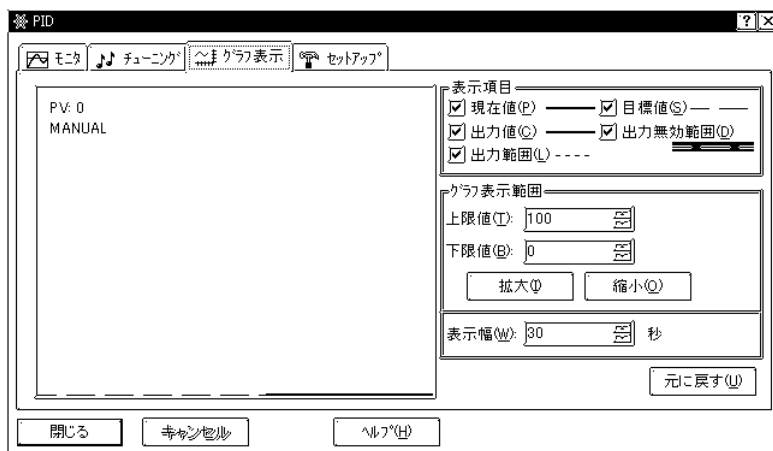 PID
モニタ チューニング グラフ表示 セットアップ
PV: 0
MANUAL
表示項目
現在値(P) 目標値(S)
出力値(C) 出力無効範囲(D)
出力範囲(L)
グラフ表示範囲
上限値(T): 100
下限値(B): 0
拡大(I) 縮小(O)
表示幅(W): 30 秒
元に戻す(U)
閉じる キャンセル ヘルプ(H)